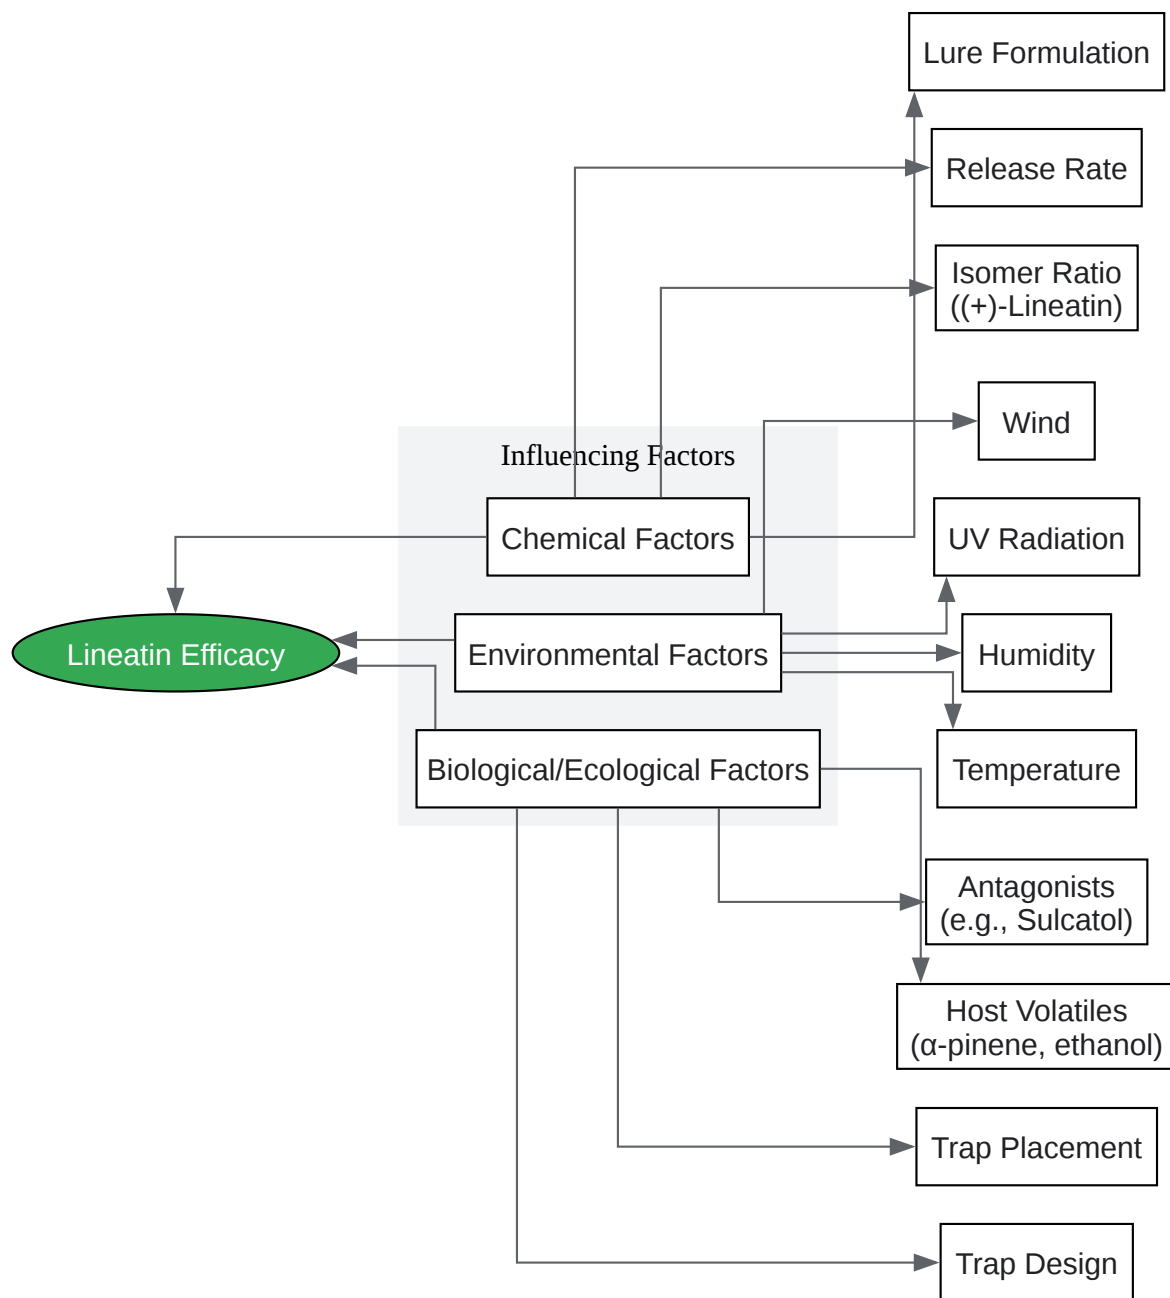 Lure Formulation
Release Rate
Isomer Ratio
((+)-Lineatin)
Wind
Influencing Factors
Chemical Factors
UV Radiation
Lineatin Efficacy
Environmental Factors
Humidity
Biological/Ecological Factors
Temperature
Antagonists
(e.g., Sulcatol)
Host Volatiles
(α-pinene, ethanol)
Trap Placement
Trap Design